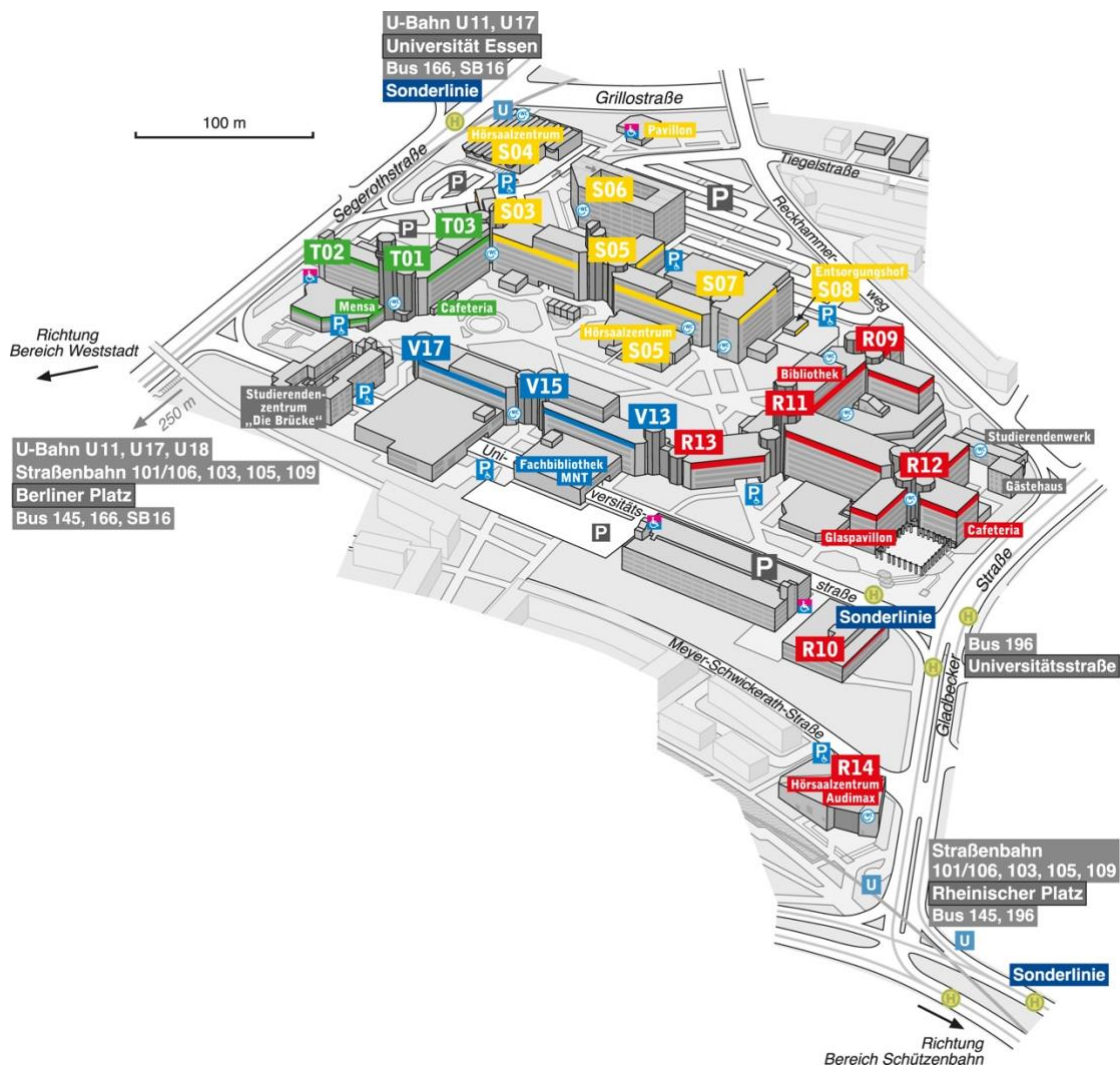 U-Bahn U11, U17
Universität Essen
Bus 166, SB16
Sonderlinie
100 m
Grillostraße
U
H
Hörsaalzentrum
S04
Pavillon
Segerothstraße
P
P
S06
P
Tiegelstraße
Reckhammer-
weg
S03
T03
P
T02
T01
S05
P
Entsorgungshof
S08
S07
Mensa
Cafeteria
P
P
Hörsaalzentrum
S05
R09
Richtung
Bereich Weststadt
V17
Bibliothek
V15
R11
250 m
Studierenden-
zentrum
„Die Brücke“
P
V13
R13
Studierendenwerk
U-Bahn U11, U17, U18
Straßenbahn 101/106, 103, 105, 109
Berliner Platz
Bus 145, 166, SB16
Uni-
versitäts-
straße
P
Fachbibliothek
MNT
R12
Gästehaus
P
Glaspavillon
Cafeteria
P
P
H
Sonderlinie
Straße
Gladbecker
H
H
Bus 196
Universitätsstraße
R10
Meyer-Schwickerath-Straße
P
R14
Hörsaalzentrum
Audimax
Straßenbahn
101/106, 103, 105, 109
Rheinischer Platz
Bus 145, 196
U
U
Sonderlinie
H
H
Richtung
Bereich Schützenbahn